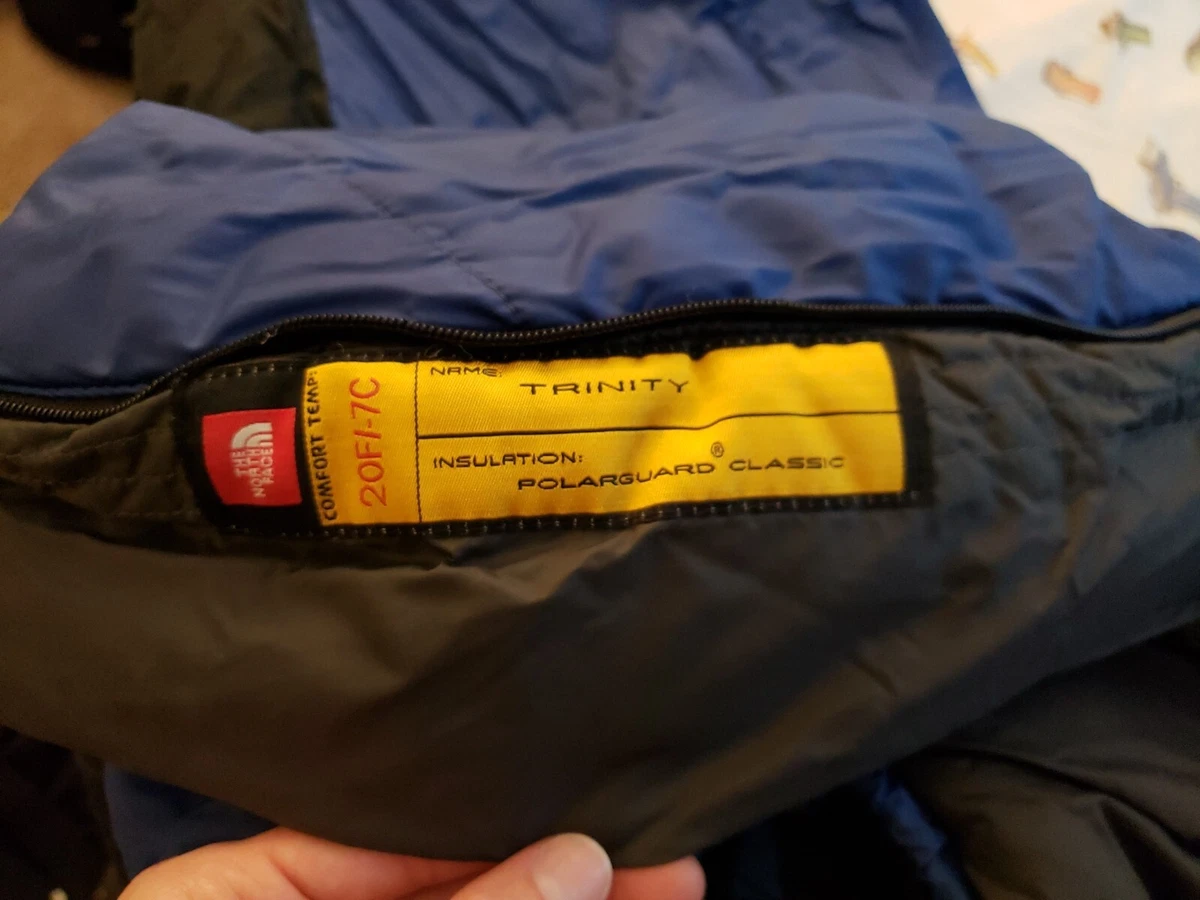 THE
NORTH
FACE
COMFORT TEMP:
20F/-7C
NAME:
TRINITY
INSULATION:
POLARGUARD® CLASSIC